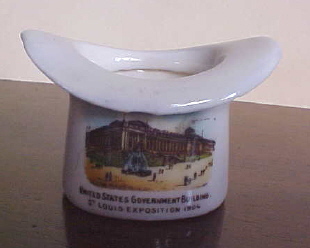 UNITED STATES GOVERNMENT BUILDING.
ST LOUIS EXPOSITION 1904